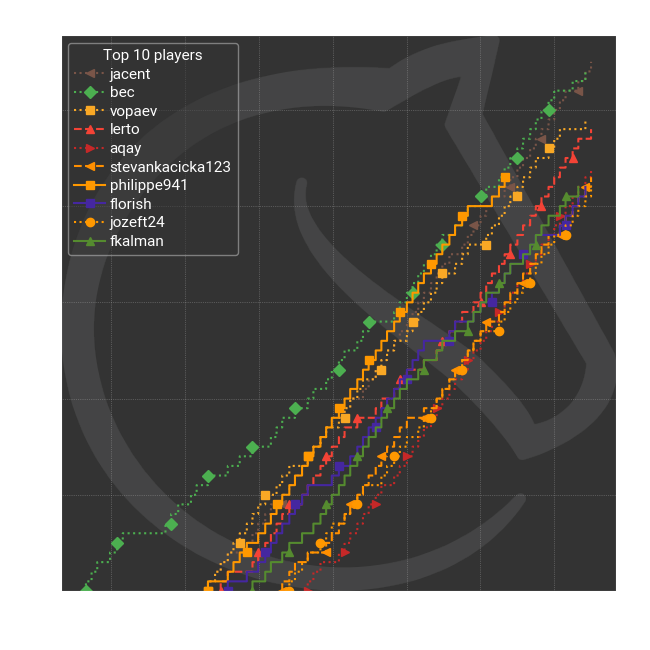 Top 10 players
jacent
bec
vopaev
lerto
aqay
stevankacicka123
philippe941
florish
jozeft24
fkalman